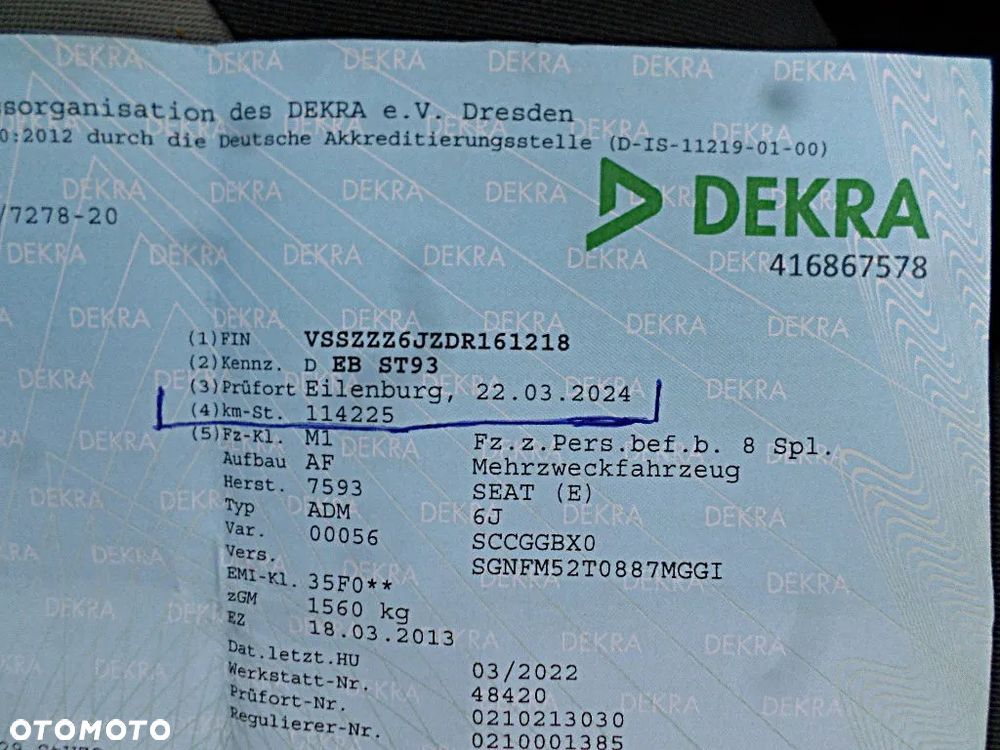 sorganisation des DEKRA e.V. Dresden
0:2012 durch die Deutsche Akkreditierungsstelle (D-IS-11219-01-00)
/7278-20
DEKRA
416867578
(1) FIN VSSZZZ6JZDR161218
(2) Kennz. D EB ST93
(3) Prüfort Eilenburg, 22.03.2024
(4) km-St. 114225
(5) Fz-Kl. M1 Fz.z.Pers.bef.b. 8 Spl.
Aufbau AF Mehrzweckfahrzeug
Herst. 7593 SEAT (E)
Typ ADM 6J
Var. 00056 SCCGGBX0
Vers. SGNFM52T0887MGGI
EMI-Kl. 35F0**
zGM 1560 kg
EZ 18.03.2013
Dat.letzt.HU 03/2022
Werkstatt-Nr. 48420
Prüfort-Nr. 0210213030
Regulierer-Nr. 0210001385
OTOMOTO